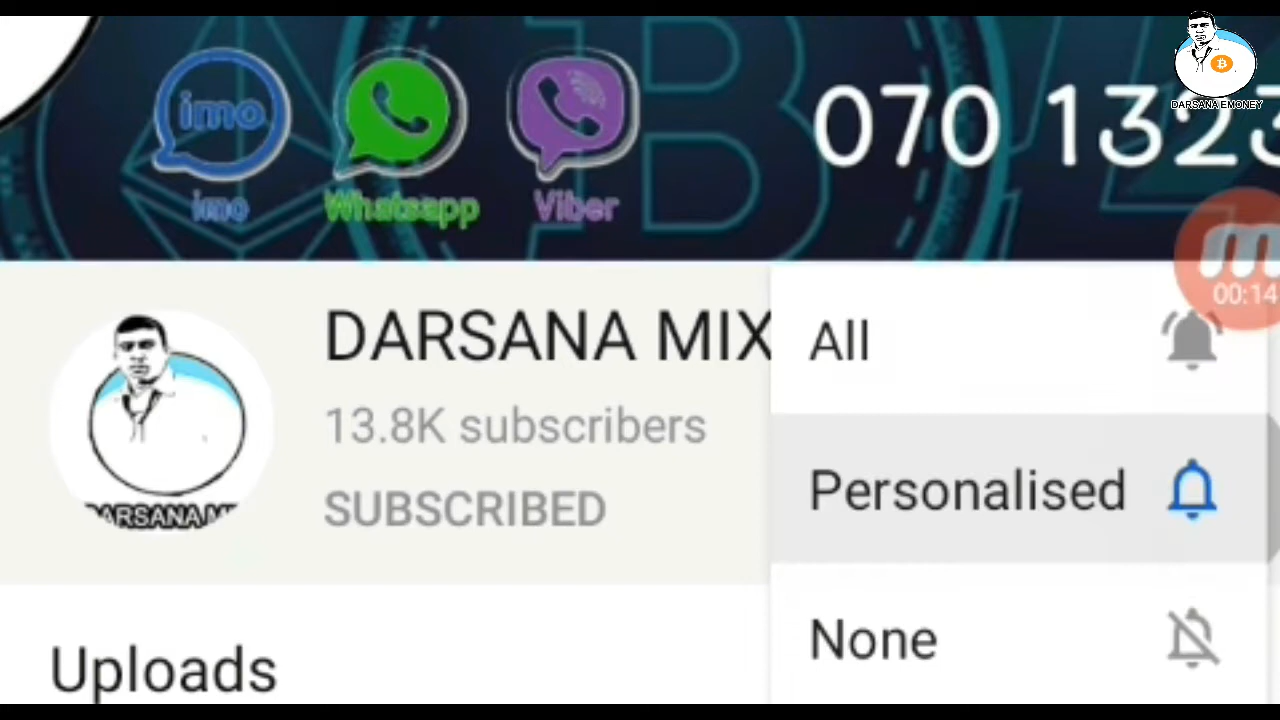 imo
imo
Whatsapp
Viber
070 1323
DARSANA EMONEY
00:14
DARSANA MIX
13.8K subscribers
SUBSCRIBED
All
Personalised
None
Uploads